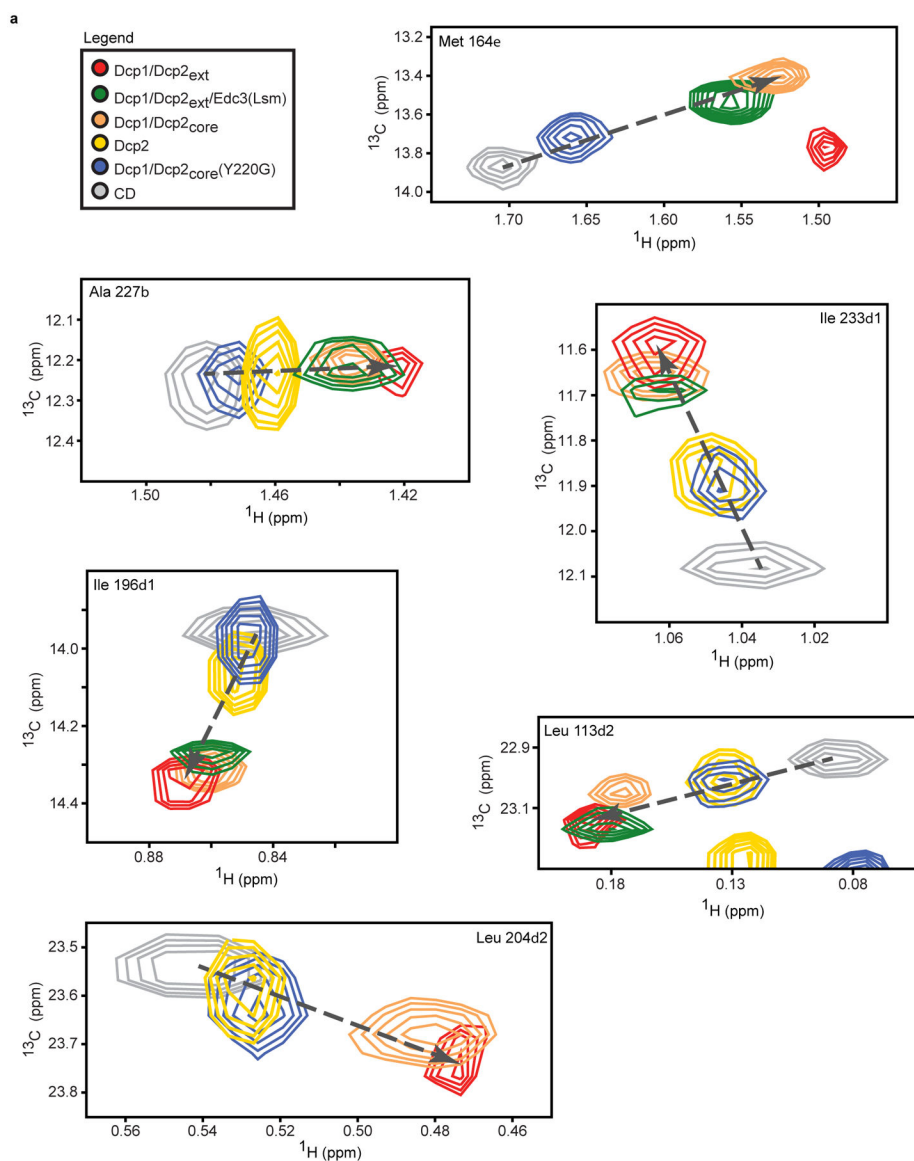 a
Legend
Dcp1/Dcp2ext
Dcp1/Dcp2ext/Edc3(Lsm)
Dcp1/Dcp2core
Dcp2
Dcp1/Dcp2core(Y220G)
CD
Met 164e
13.2
13.4
13.6
13.8
14.0
13C (ppm)
1.70
1.65
1.60
1.55
1.50
1H (ppm)
Ala 227b
12.1
12.2
12.3
12.4
13C (ppm)
1.50
1.46
1.42
1H (ppm)
Ile 233d1
11.6
11.7
11.8
11.9
12.0
12.1
13C (ppm)
1.06
1.04
1.02
1H (ppm)
Ile 196d1
14.0
14.2
14.4
13C (ppm)
0.88
0.84
1H (ppm)
Leu 113d2
22.9
23.1
13C (ppm)
0.18
0.13
0.08
1H (ppm)
Leu 204d2
23.5
23.6
23.7
23.8
13C (ppm)
0.56
0.54
0.52
0.50
0.48
0.46
1H (ppm)